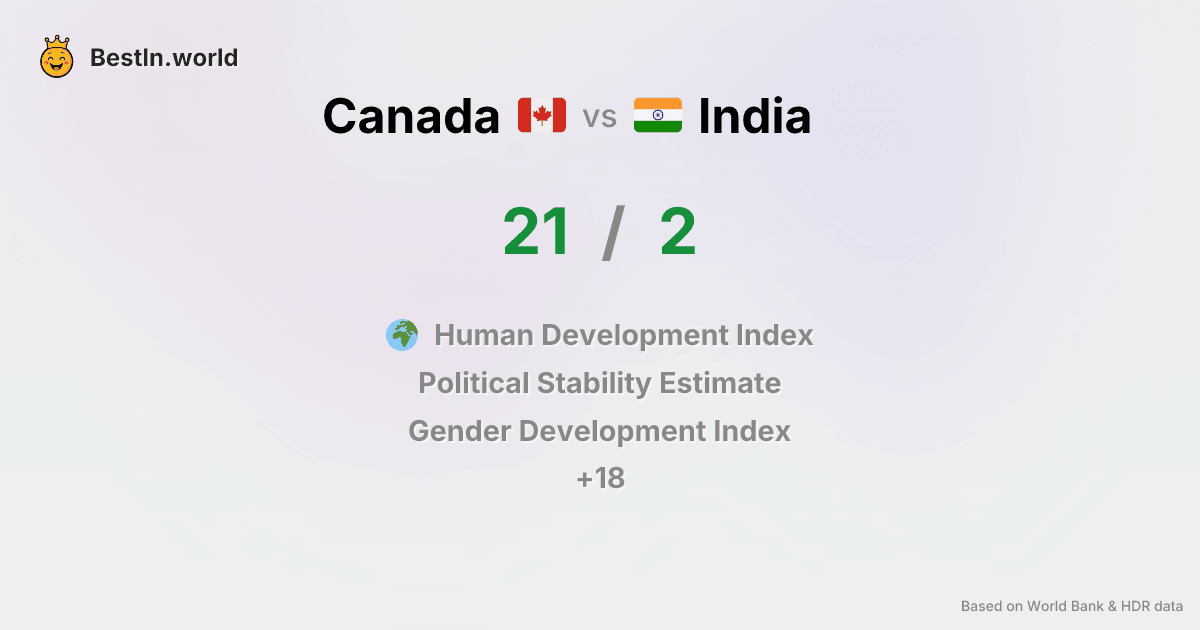 BestIn.world
Canada vs India
21 / 2
Human Development Index
Political Stability Estimate
Gender Development Index
+18
Based on World Bank & HDR data